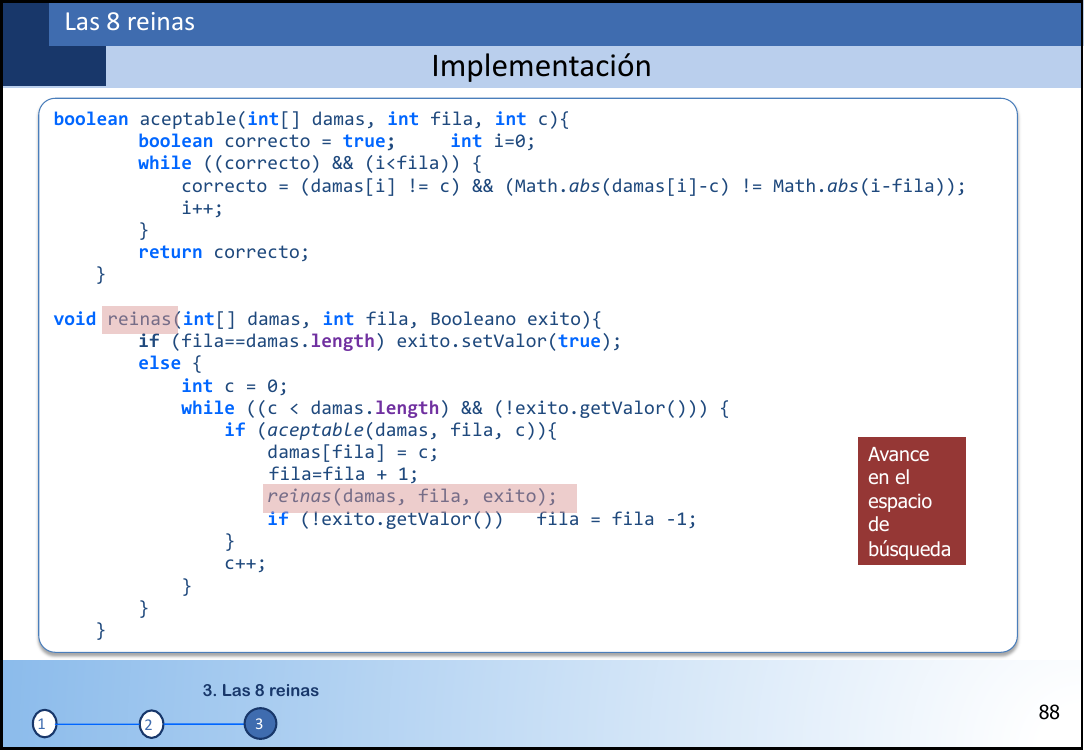 Las 8 reinas
Implementación
boolean aceptable(int[] damas, int fila, int c){
boolean correcto = true; int i=0;
while ((correcto) && (i<fila)) {
correcto = (damas[i] != c) && (Math.abs(damas[i]-c) != Math.abs(i-fila));
i++;
}
return correcto;
}
void reinas(int[] damas, int fila, Booleano exito){
if (fila==damas.length) exito.setValor(true);
else {
int c = 0;
while ((c < damas.length) && (!exito.getValor())) {
if (aceptable(damas, fila, c)){
damas[fila] = c;
fila=fila + 1;
reinas(damas, fila, exito);
if (!exito.getValor()) fila = fila -1;
}
c++;
}
}
}
Avance
en el
espacio
de
búsqueda
3. Las 8 reinas
1 2 3
88